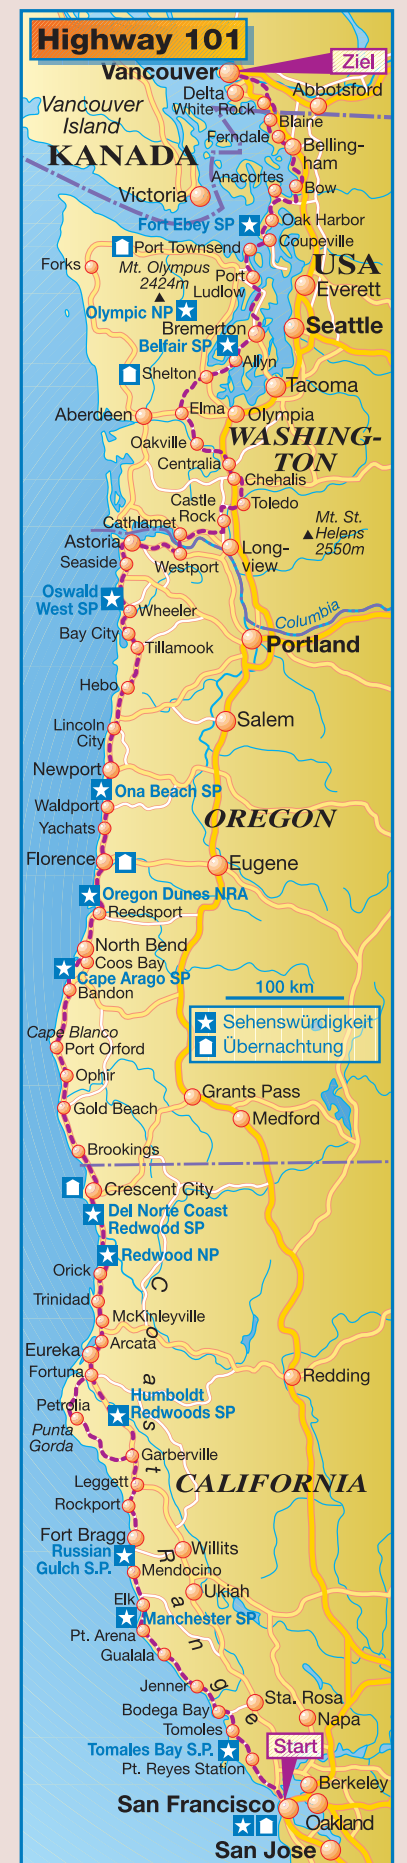 Highway 101
Ziel
Vancouver
Delta
Abbotsford
White Rock
Vancouver
Island
Blaine
Ferndale
KANADA
Belling-
ham
Anacortes
Bow
Victoria
Oak Harbor
Fort Ebey SP
Coupeville
Port Townsend
USA
Forks
Mt. Olympus
2424m
Port
Ludlow
Everett
Olympic NP
Bremerton
Seattle
Belfair SP
Allyn
Shelton
Tacoma
Aberdeen
Elma
Olympia
Oakville
WASHING-
TON
Centralia
Chehalis
Castle
Rock
Toledo
Cathlamet
Mt. St.
Helens
2550m
Astoria
Long-
view
Seaside
Westport
Oswald
West SP
Wheeler
Columbia
Bay City
Tillamook
Portland
Hebo
Lincoln
City
Salem
Newport
Ona Beach SP
Waldport
OREGON
Yachats
Florence
Eugene
Oregon Dunes NRA
Reedsport
North Bend
Coos Bay
Cape Arago SP
Bandon
100 km
Sehenswürdigkeit
Übernachtung
Cape Blanco
Port Orford
Ophir
Grants Pass
Gold Beach
Medford
Brookings
Crescent City
Del Norte Coast
Redwood SP
Redwood NP
Orick
Trinidad
McKinleyville
Arcata
Eureka
Fortuna
Redding
Petrolia
Humboldt
Redwoods SP
Punta
Gorda
Garberville
Coast Range
Leggett
CALIFORNIA
Rockport
Fort Bragg
Willits
Russian
Gulch S.P.
Mendocino
Ukiah
Elk
Manchester SP
Pt. Arena
Gualala
Jenner
Sta. Rosa
Bodega Bay
Napa
Tomoles
Tomales Bay S.P.
Start
Pt. Reyes Station
Berkeley
San Francisco
Oakland
San Jose